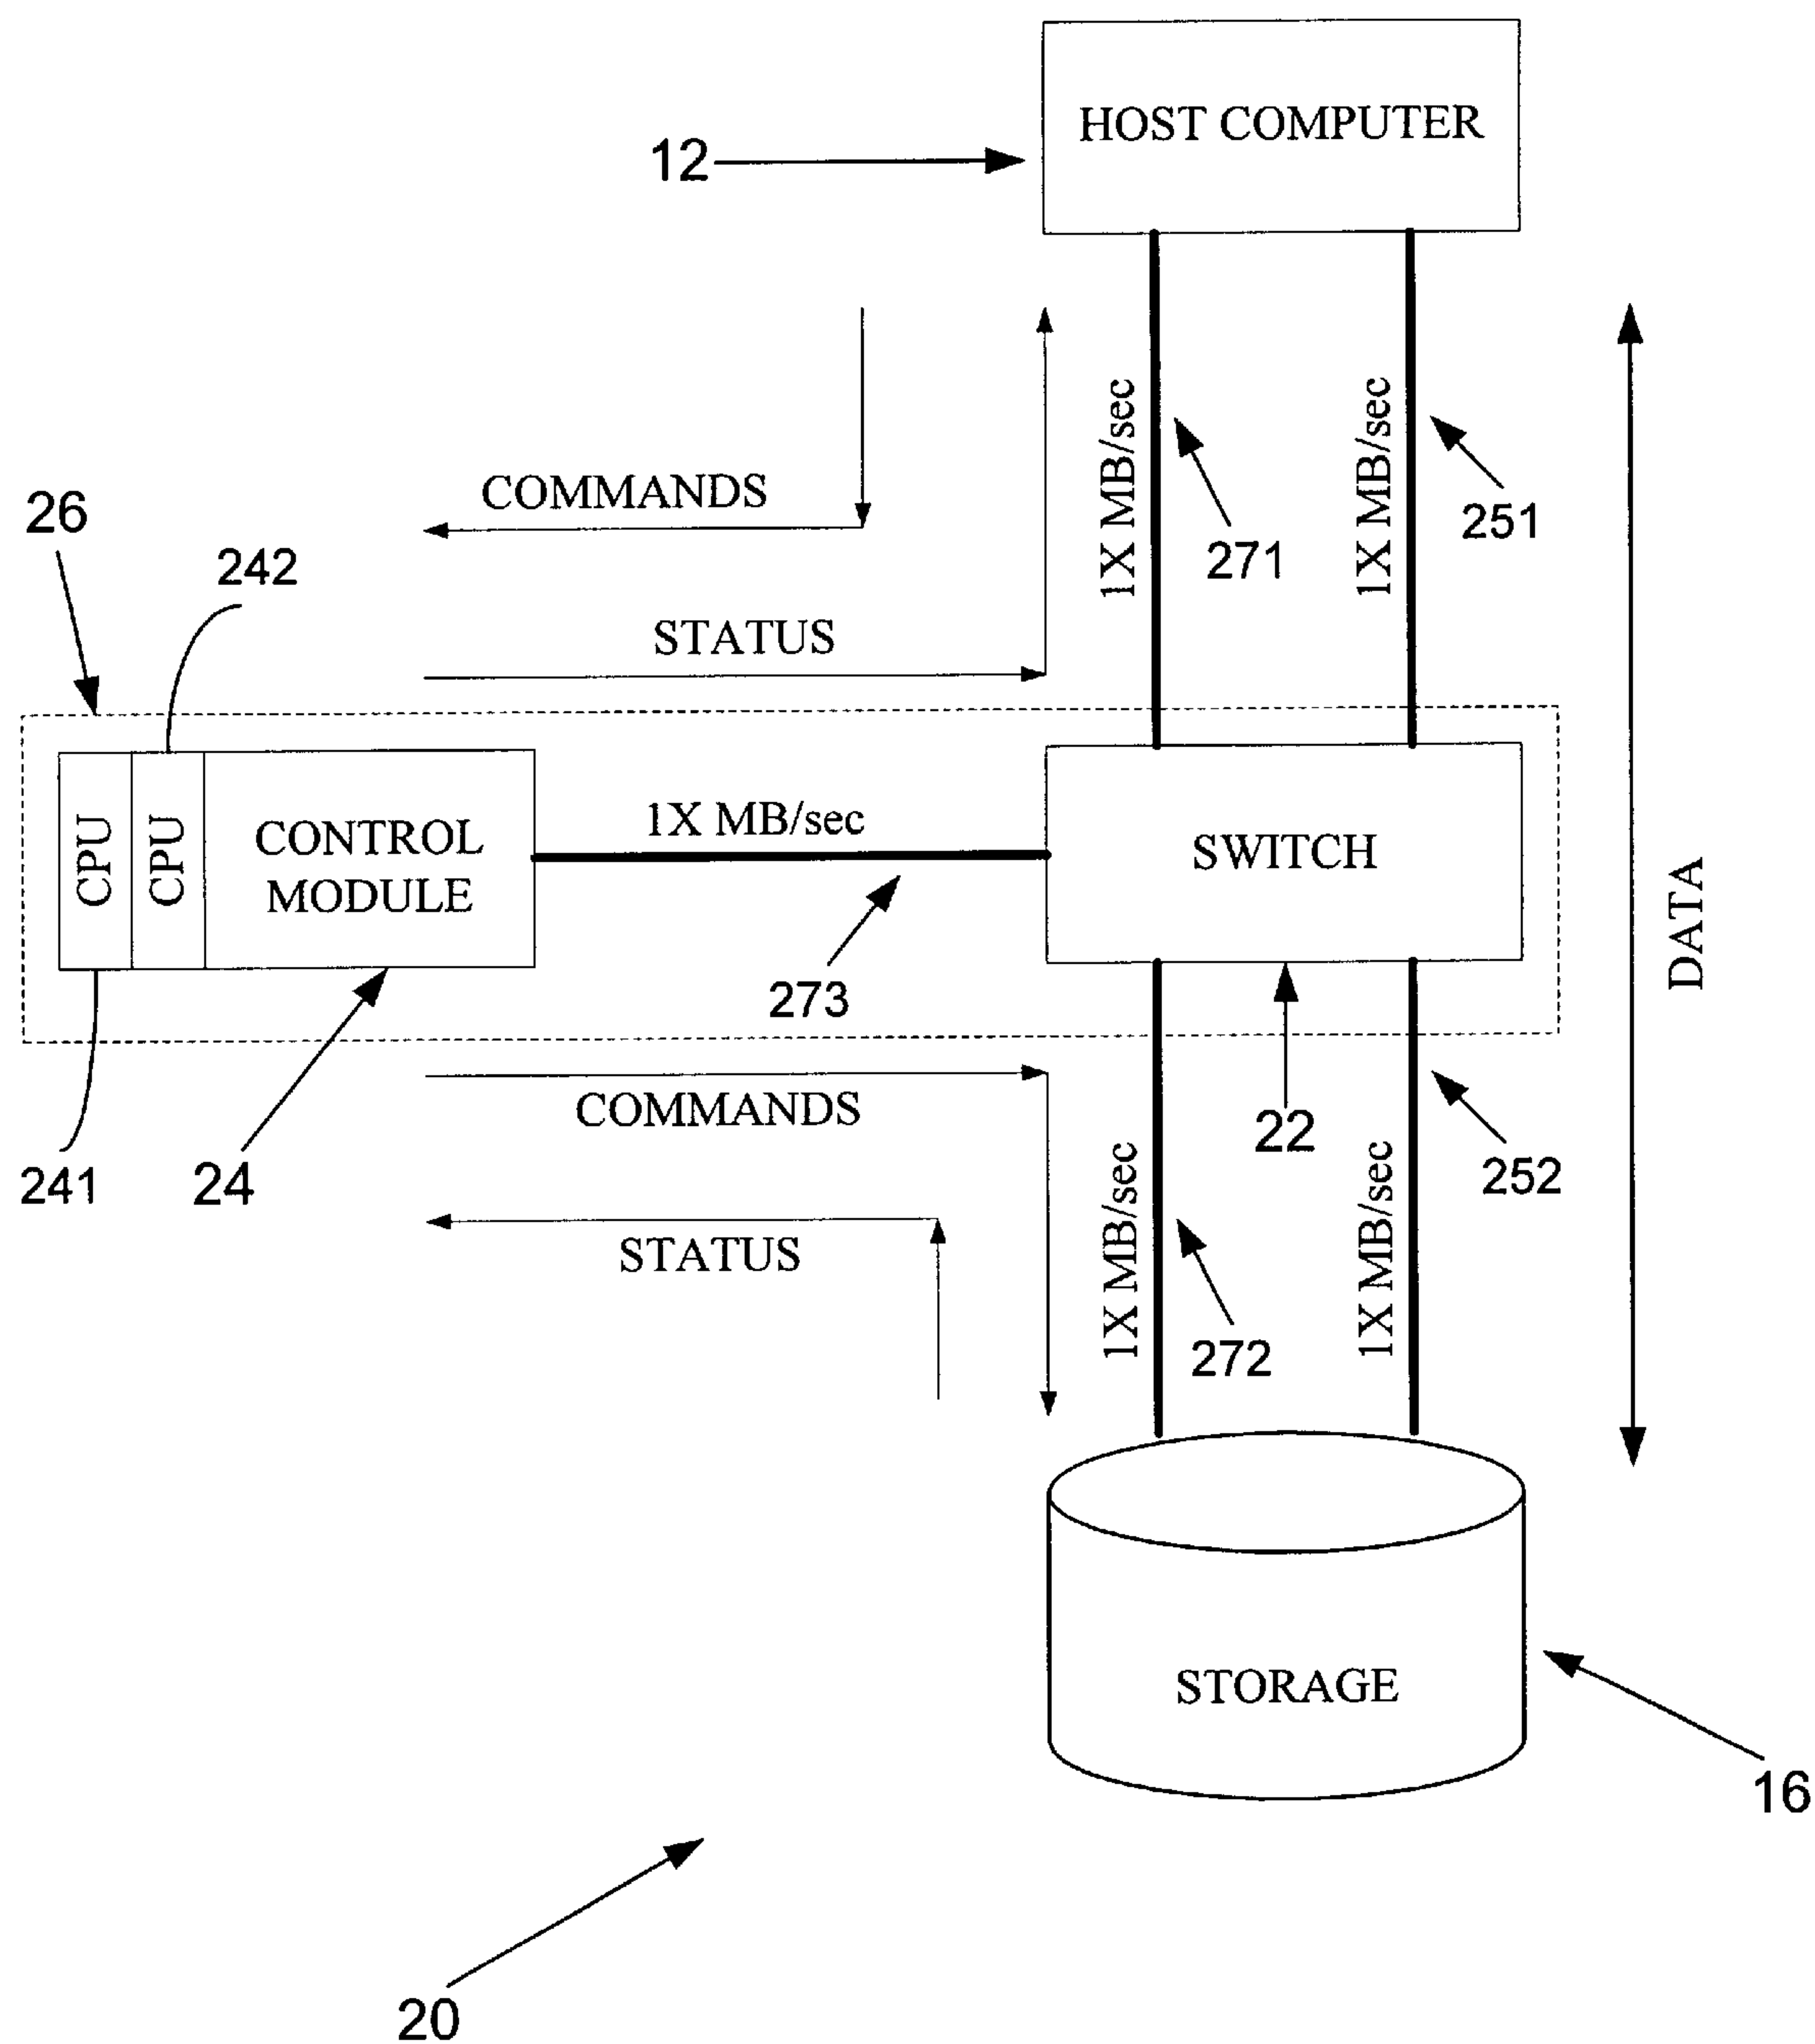 HOST COMPUTER
12
1X MB/sec
1X MB/sec
271
251
COMMANDS
26
242
STATUS
CPU
CPU
CONTROL
MODULE
1X MB/sec
SWITCH
DATA
273
COMMANDS
22
241
24
252
STATUS
1X MB/sec
1X MB/sec
272
STORAGE
16
20